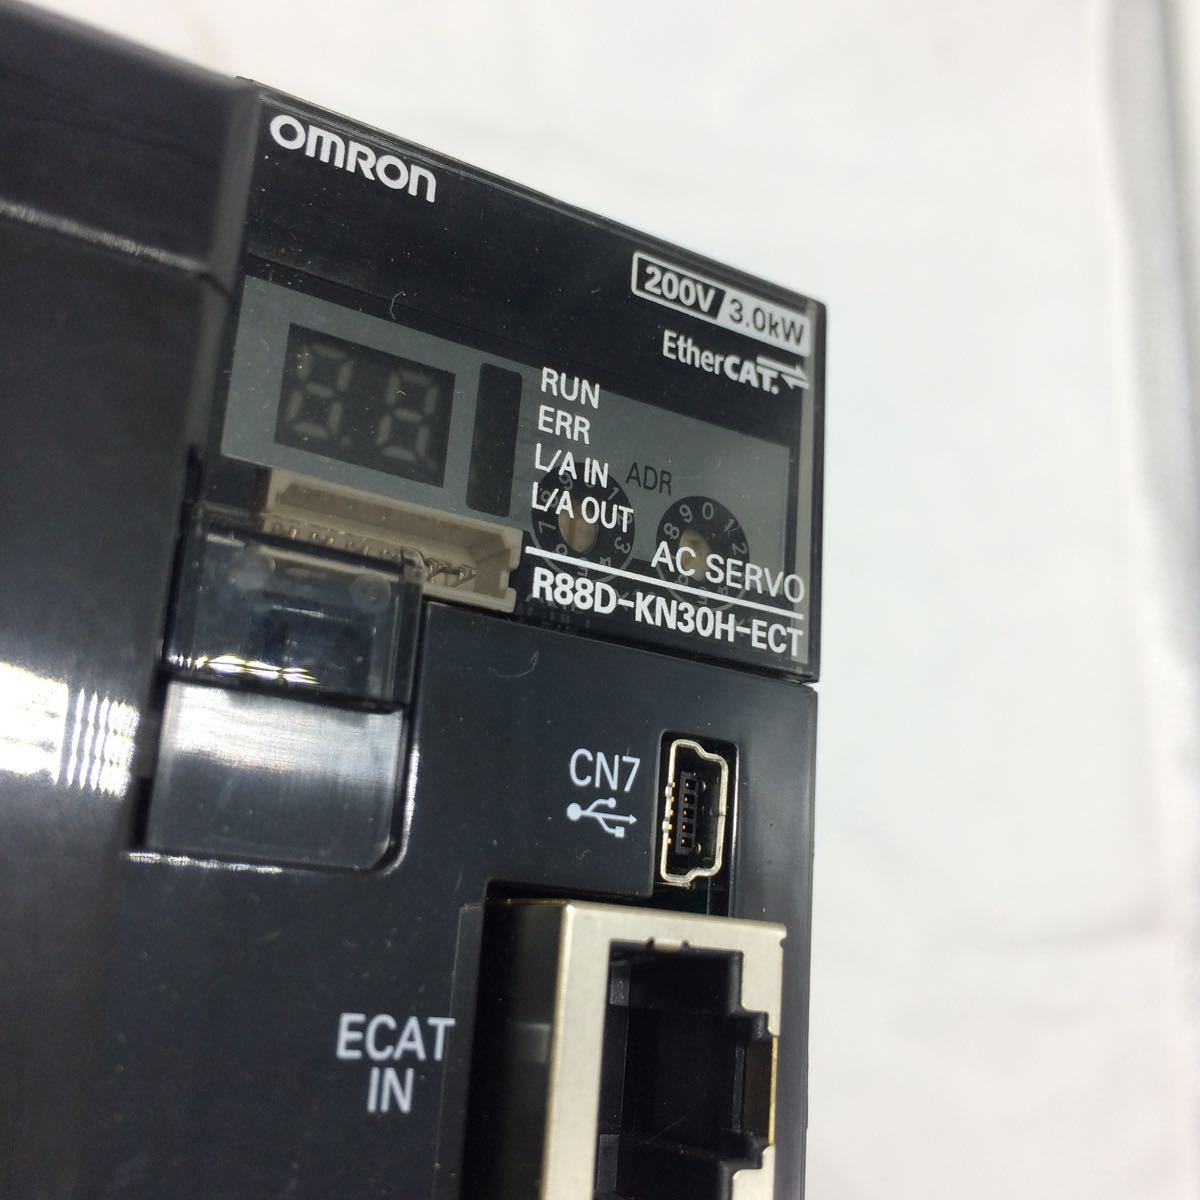 OMRON
200V 3.0kW
EtherCAT
RUN
ERR
L/A IN
L/A OUT
ADR
AC SERVO
R88D-KN30H-ECT
CN7
ECAT
IN